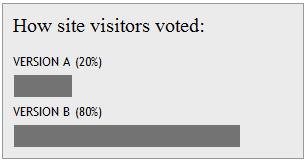 How site visitors voted:
VERSION A (20%)
VERSION B (80%)